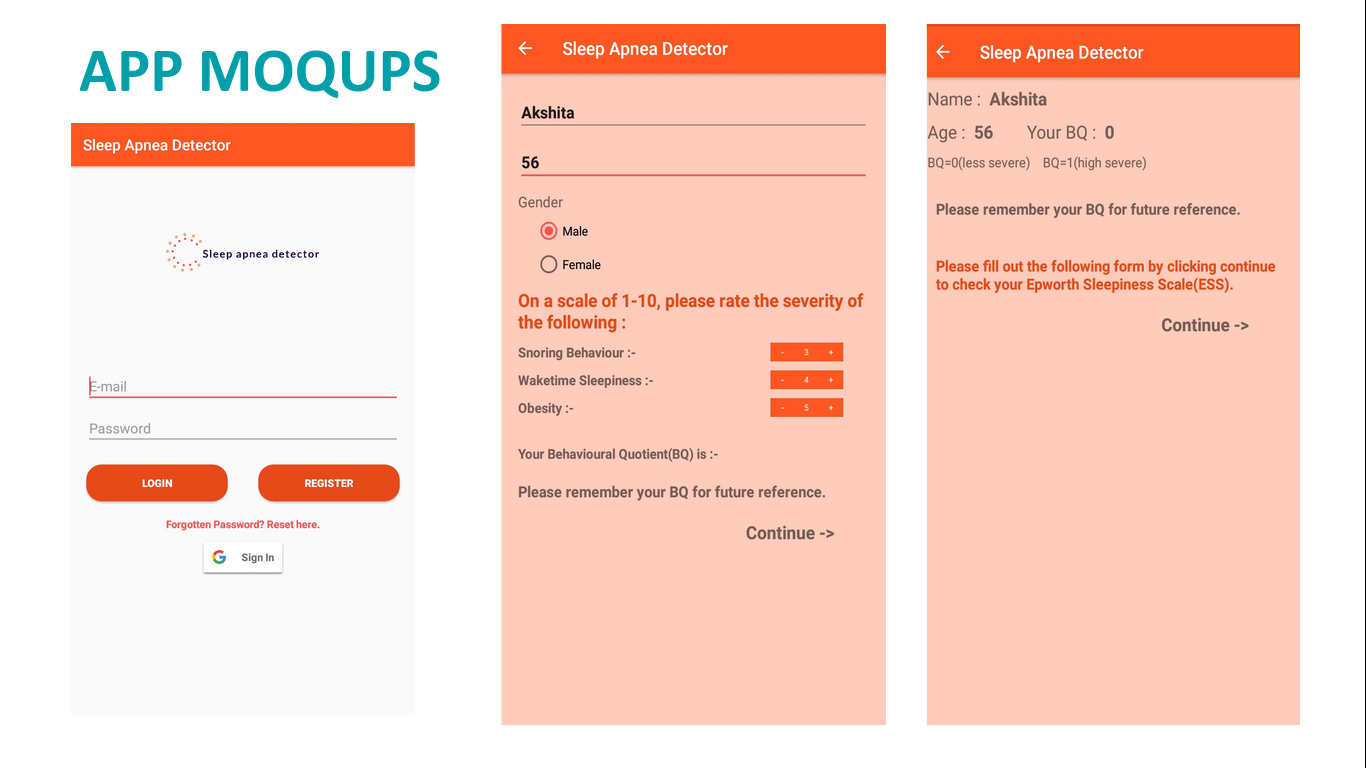 APP MOQUPS
Sleep Apnea Detector
Sleep apnea detector
E-mail
Password
LOGIN
REGISTER
Forgotten Password? Reset here.
Sign In
Sleep Apnea Detector
Akshita
56
Gender
Male
Female
On a scale of 1-10, please rate the severity of
the following :
Snoring Behaviour :- - 3 +
Waketime Sleepiness :- - 4 +
Obesity :- - 5 +
Your Behavioural Quotient(BQ) is :-
Please remember your BQ for future reference.
Continue ->
Sleep Apnea Detector
Name : Akshita
Age : 56 Your BQ : 0
BQ=0(less severe) BQ=1(high severe)
Please remember your BQ for future reference.
Please fill out the following form by clicking continue
to check your Epworth Sleepiness Scale(ESS).
Continue ->